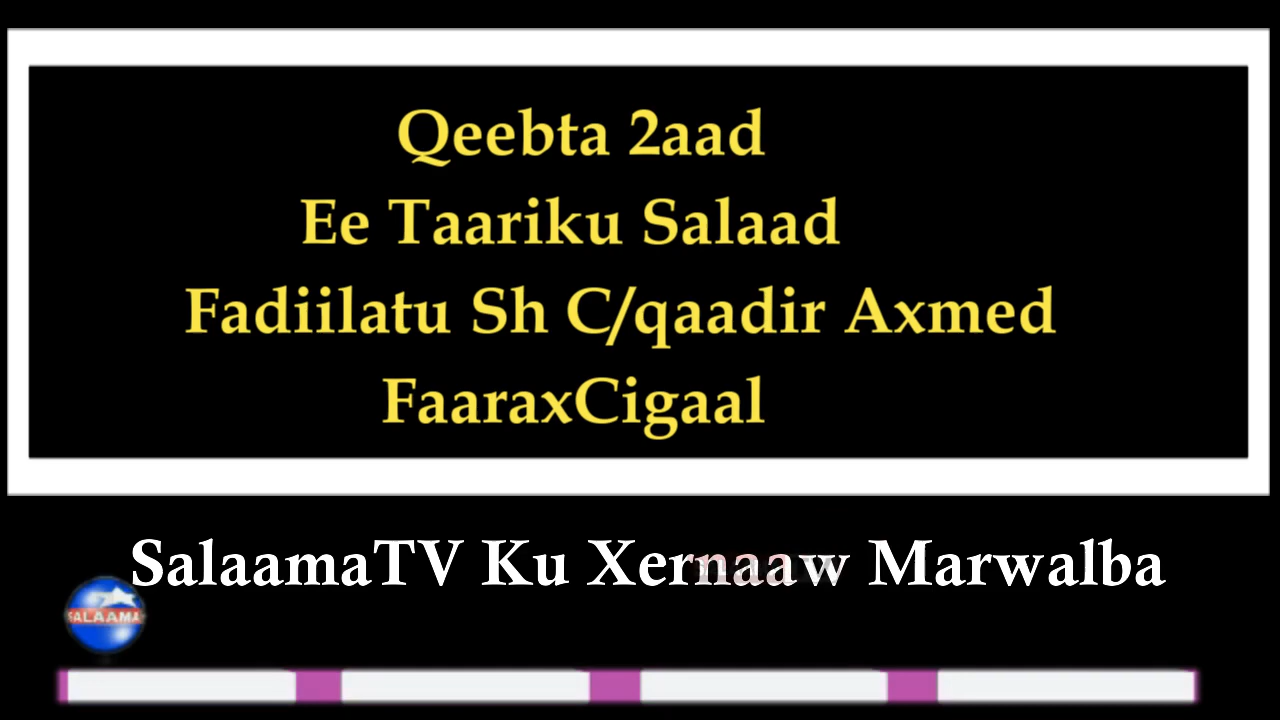 Qeebta 2aad
Ee Taariku Salaad
Fadiilatu Sh C/qaadir Axmed
FaaraxCigaal
SalaamaTV Ku Xernaaw Marwalba
SALAAMA